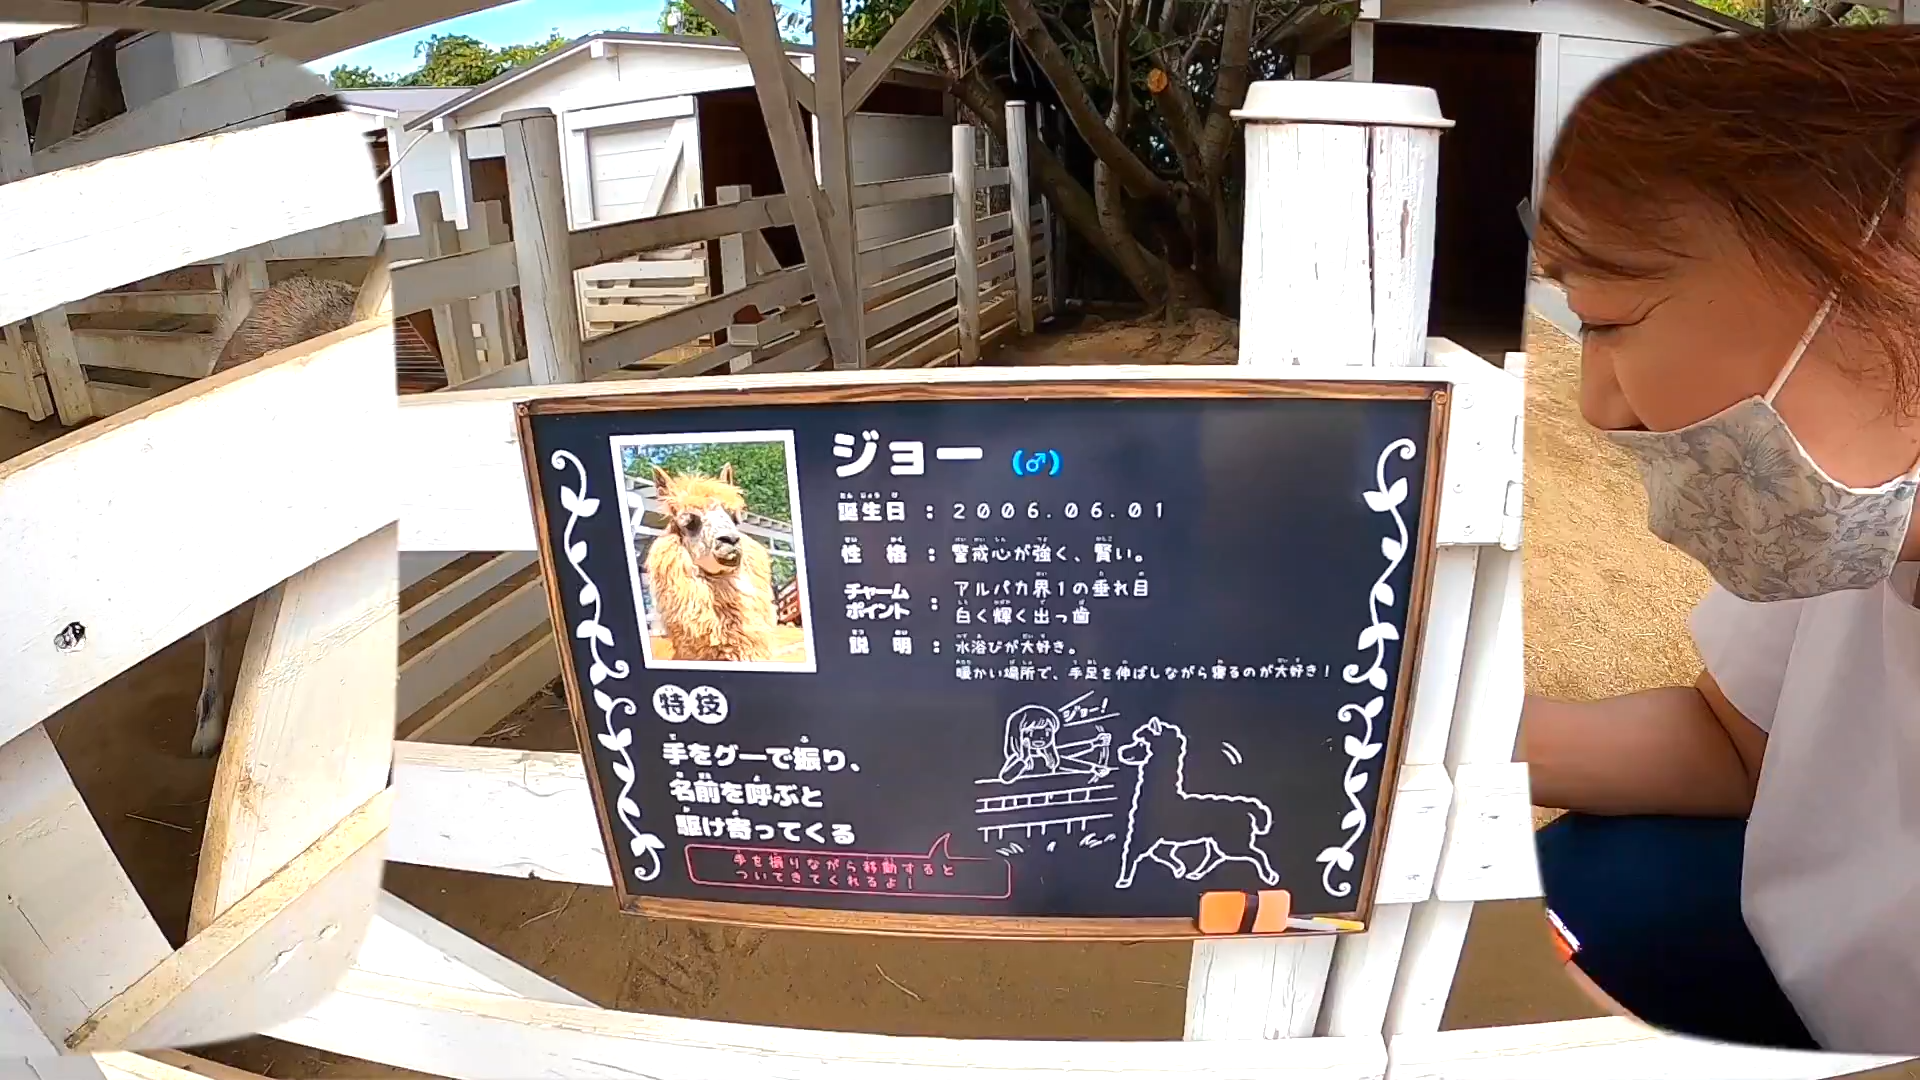 ジョー (♂)
誕生日 : 2006.06.01
性格 : 警戒心が強く、賢い。
チャームポイント : アルパカ界1の垂れ目
白く輝く出っ歯
説明 : 水浴びが大好き。
暖かい場所で、手足を伸ばしながら寝るのが大好き!
特技
手をグーで振り、
名前を呼ぶと
駆け寄ってくる
手を振りながら移動すると
ついてきてくれるよ!
ジョー!